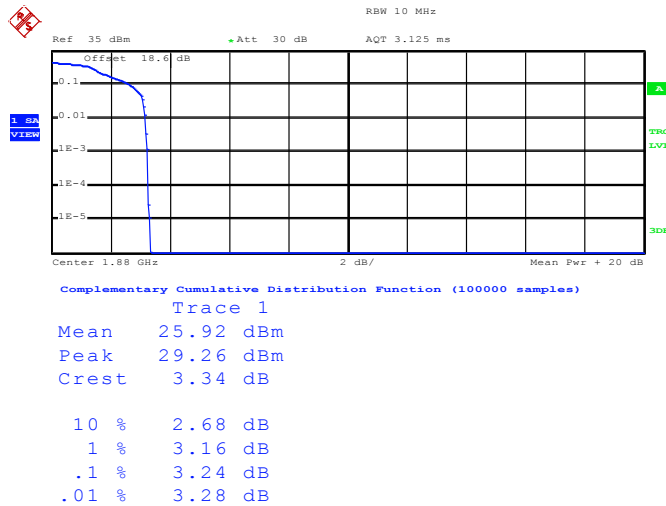 RBW 10 MHz
Ref 35 dBm
*Att 30 dB
AQT 3.125 ms
Offset 18.6 dB
0.1
A
0.01
1 SA
VIEW
TRG
LVL
1E-3
1E-4
1E-5
3DB
Center 1.88 GHz
2 dB/
Mean Pwr + 20 dB
Complementary Cumulative Distribution Function (100000 samples)
Trace 1
Mean 25.92 dBm
Peak 29.26 dBm
Crest 3.34 dB
10 % 2.68 dB
1 % 3.16 dB
.1 % 3.24 dB
.01 % 3.28 dB